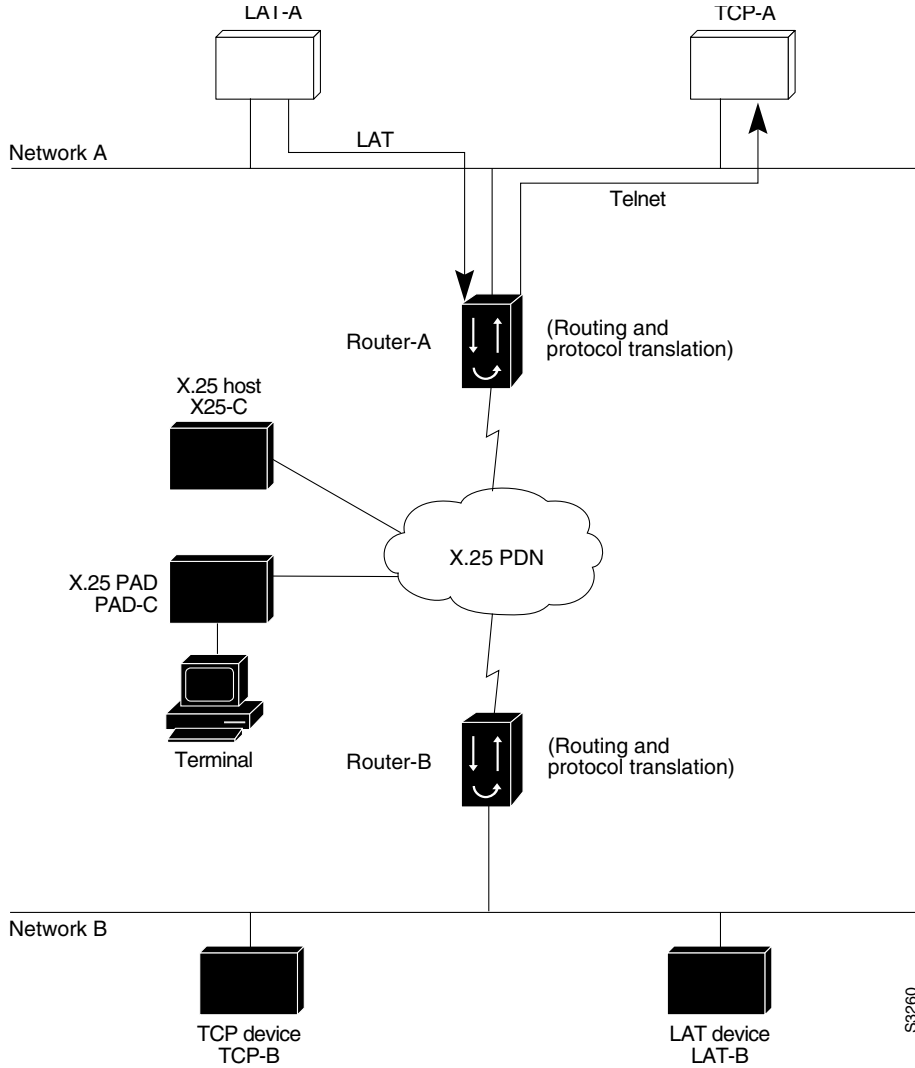 LAT-A
TCP-A
LAT
Network A
Telnet
Router-A
(Routing and
protocol translation)
X.25 host
X25-C
X.25 PDN
X.25 PAD
PAD-C
Terminal
Router-B
(Routing and
protocol translation)
Network B
TCP device
TCP-B
LAT device
LAT-B
S3260